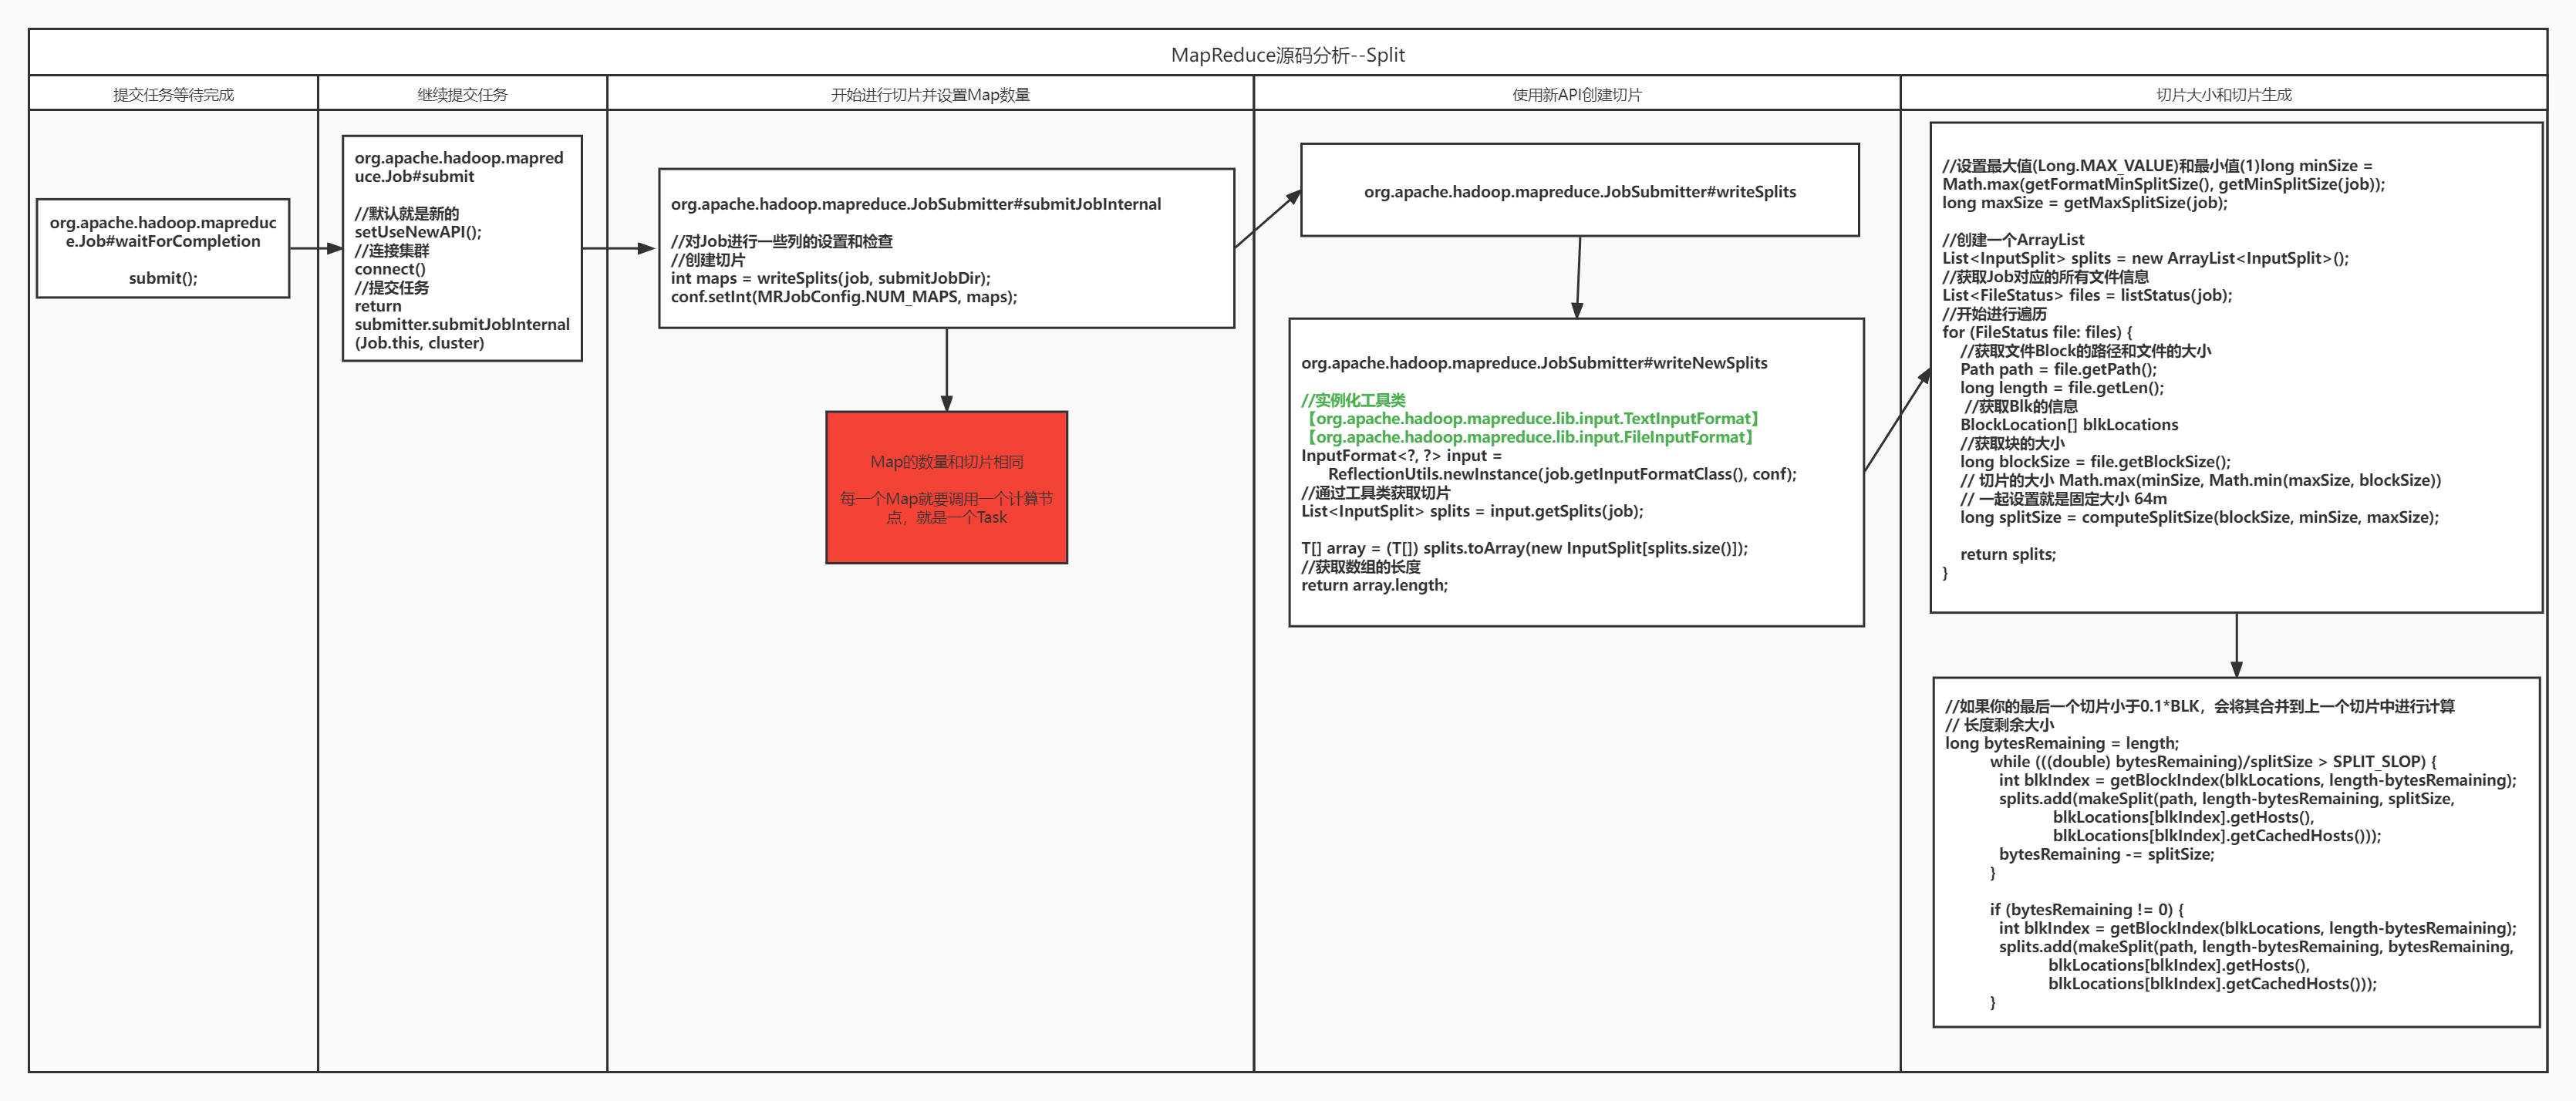 MapReduce源码分析--Split
提交任务等待完成
继续提交任务
开始进行切片并设置Map数量
使用新API创建切片
切片大小和切片生成
org.apache.hadoop.mapreduc
e.Job#waitForCompletion
submit();
org.apache.hadoop.mapred
uce.Job#submit
//默认就是新的
setUseNewAPI();
//连接集群
connect()
//提交任务
return
submitter.submitJobInternal
(Job.this, cluster)
org.apache.hadoop.mapreduce.JobSubmitter#submitJobInternal
//对Job进行一些列的设置和检查
//创建切片
int maps = writeSplits(job, submitJobDir);
conf.setInt(MRJobConfig.NUM_MAPS, maps);
Map的数量和切片相同
每一个Map就要调用一个计算节
点，就是一个Task
org.apache.hadoop.mapreduce.JobSubmitter#writeSplits
org.apache.hadoop.mapreduce.JobSubmitter#writeNewSplits
//实例化工具类
【org.apache.hadoop.mapreduce.lib.input.TextInputFormat】
【org.apache.hadoop.mapreduce.lib.input.FileInputFormat】
InputFormat<?, ?> input =
ReflectionUtils.newInstance(job.getInputFormatClass(), conf);
//通过工具类获取切片
List<InputSplit> splits = input.getSplits(job);
T[] array = (T[]) splits.toArray(new InputSplit[splits.size()]);
//获取数组的长度
return array.length;
//设置最大值(Long.MAX_VALUE)和最小值(1)long minSize =
Math.max(getFormatMinSplitSize(), getMinSplitSize(job));
long maxSize = getMaxSplitSize(job);
//创建一个ArrayList
List<InputSplit> splits = new ArrayList<InputSplit>();
//获取Job对应的所有文件信息
List<FileStatus> files = listStatus(job);
//开始进行遍历
for (FileStatus file: files) {
//获取文件Block的路径和文件的大小
Path path = file.getPath();
long length = file.getLen();
//获取Blk的信息
BlockLocation[] blkLocations
//获取块的大小
long blockSize = file.getBlockSize();
// 切片的大小 Math.max(minSize, Math.min(maxSize, blockSize))
// 一起设置就是固定大小 64m
long splitSize = computeSplitSize(blockSize, minSize, maxSize);
return splits;
}
//如果你的最后一个切片小于0.1*BLK，会将其合并到上一个切片中进行计算
// 长度剩余大小
long bytesRemaining = length;
while (((double) bytesRemaining)/splitSize > SPLIT_SLOP) {
int blkIndex = getBlockIndex(blkLocations, length-bytesRemaining);
splits.add(makeSplit(path, length-bytesRemaining, splitSize,
blkLocations[blkIndex].getHosts(),
blkLocations[blkIndex].getCachedHosts()));
bytesRemaining -= splitSize;
}
if (bytesRemaining != 0) {
int blkIndex = getBlockIndex(blkLocations, length-bytesRemaining);
splits.add(makeSplit(path, length-bytesRemaining, bytesRemaining,
blkLocations[blkIndex].getHosts(),
blkLocations[blkIndex].getCachedHosts()));
}